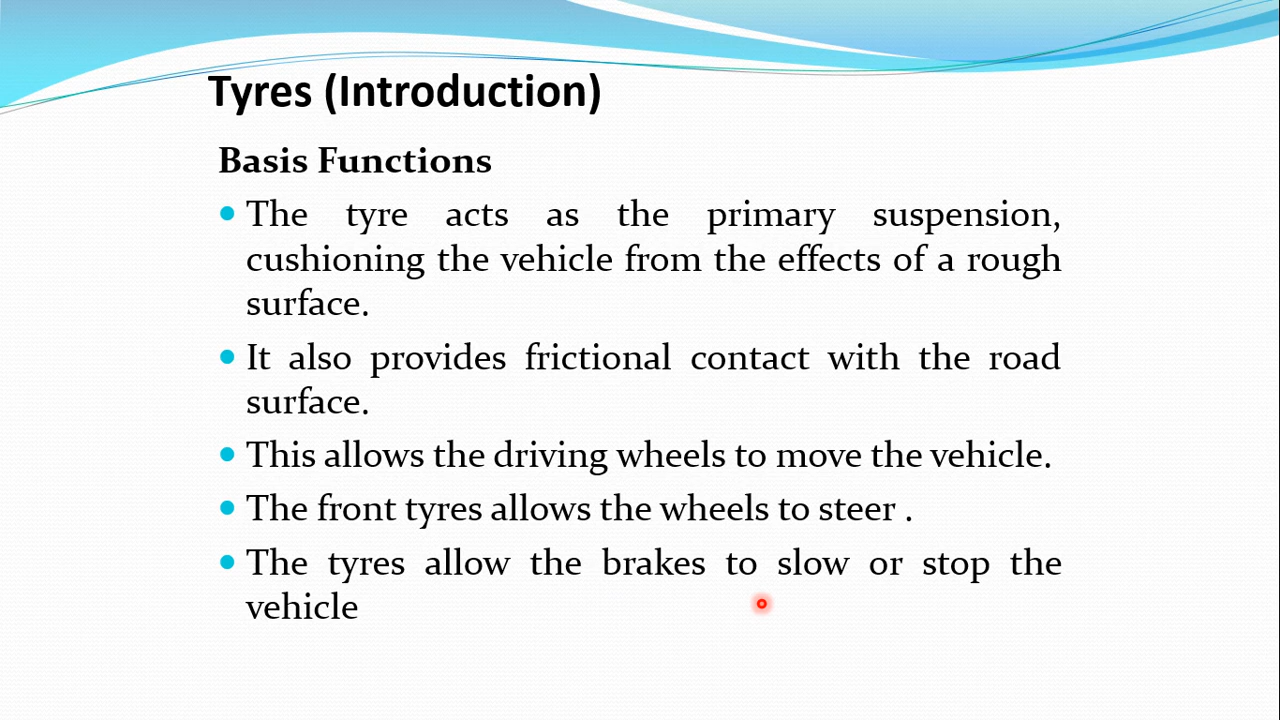 Tyres (Introduction)
Basis Functions
• The tyre acts as the primary suspension,
cushioning the vehicle from the effects of a rough
surface.
• It also provides frictional contact with the road
surface.
• This allows the driving wheels to move the vehicle.
• The front tyres allows the wheels to steer .
• The tyres allow the brakes to slow or stop the
vehicle